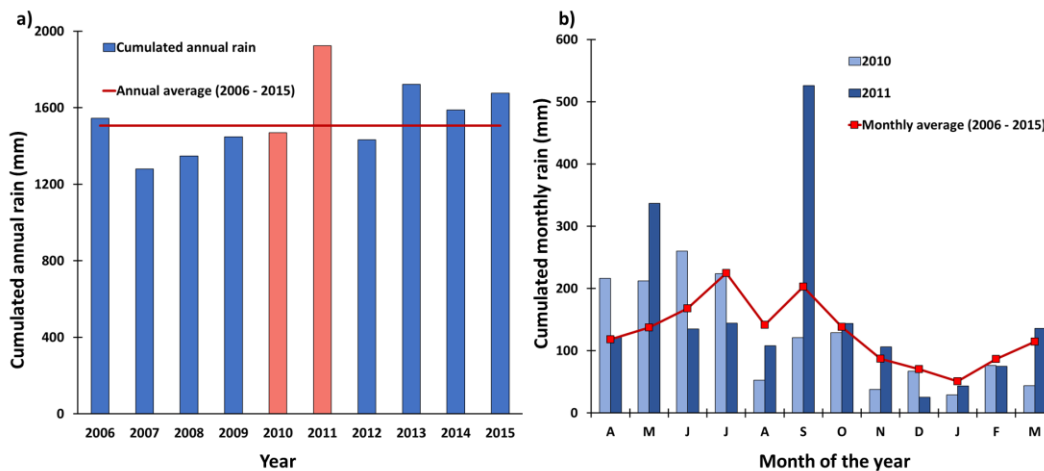 a)
Cumulated annual rain (mm)
2000
1600
1200
800
400
0
Cumulated annual rain
Annual average (2006 - 2015)
2006 2007 2008 2009 2010 2011 2012 2013 2014 2015
Year
b)
Cumulated monthly rain (mm)
600
500
400
300
200
100
0
2010
2011
Monthly average (2006 - 2015)
A M J J A S O N D J F M
Month of the year